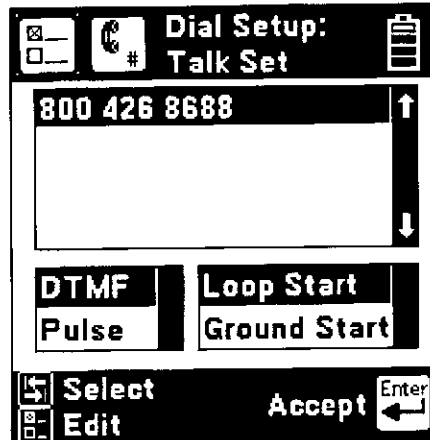 Dial Setup:
#
Talk Set
800 426 8688
DTMF
Loop Start
Pulse
Ground Start
Select
Accept
Enter
Edit